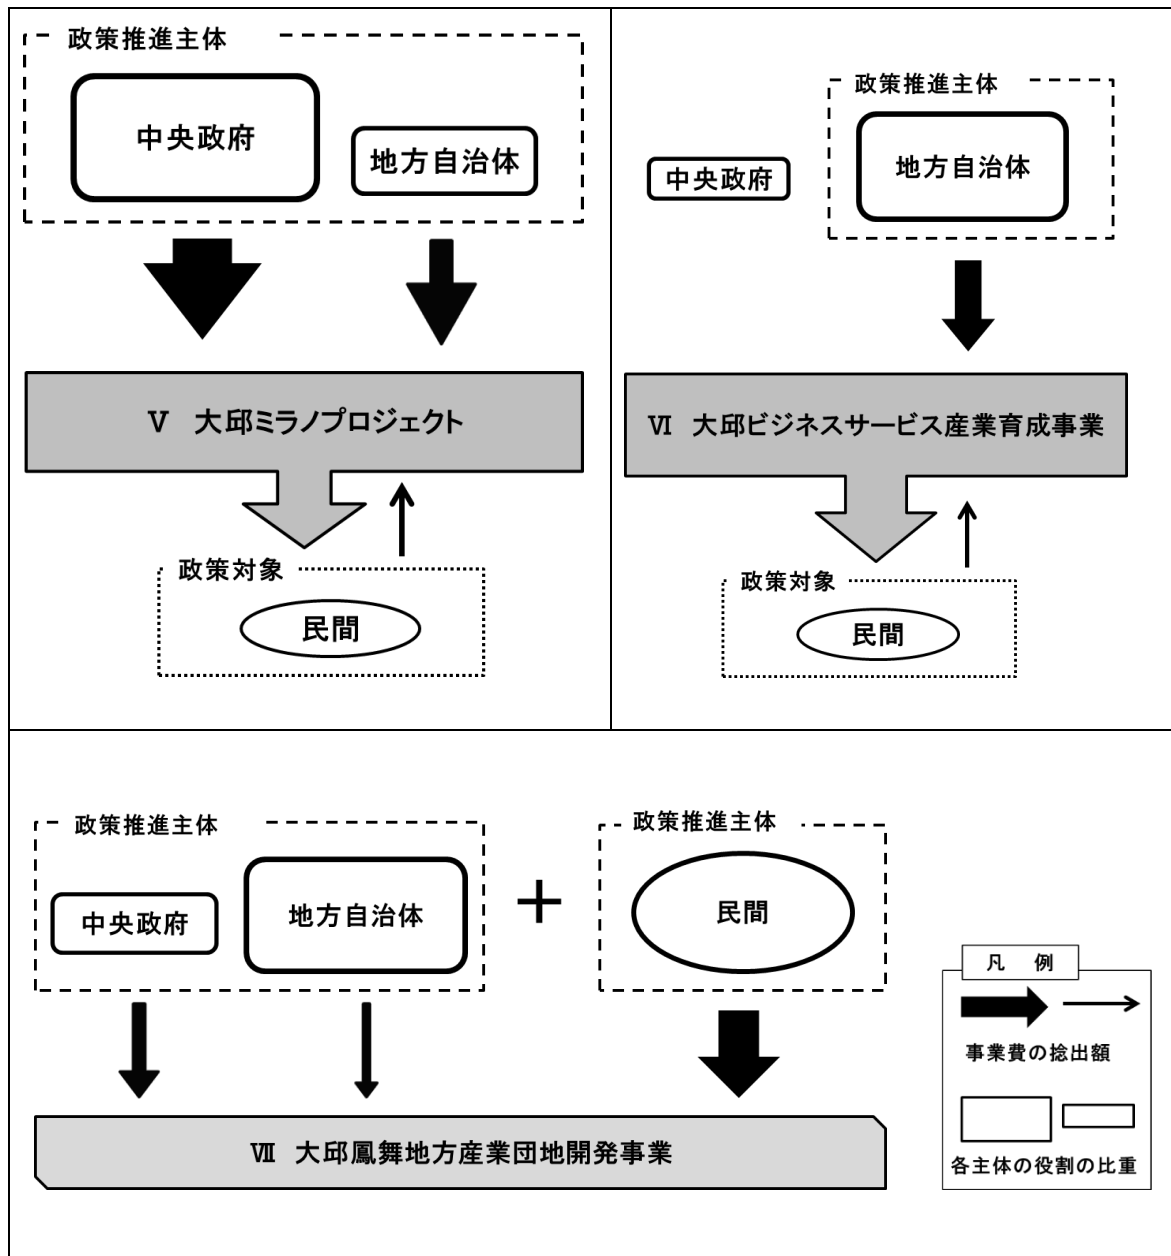 政策推進主体
中央政府
地方自治体
Ⅴ 大邱ミラノプロジェクト
政策対象
民間
政策推進主体
中央政府
地方自治体
Ⅵ 大邱ビジネスサービス産業育成事業
政策対象
民間
政策推進主体
中央政府
地方自治体
+
政策推進主体
民間
Ⅶ 大邱鳳舞地方産業団地開発事業
凡 例
事業費の捻出額
各主体の役割の比重